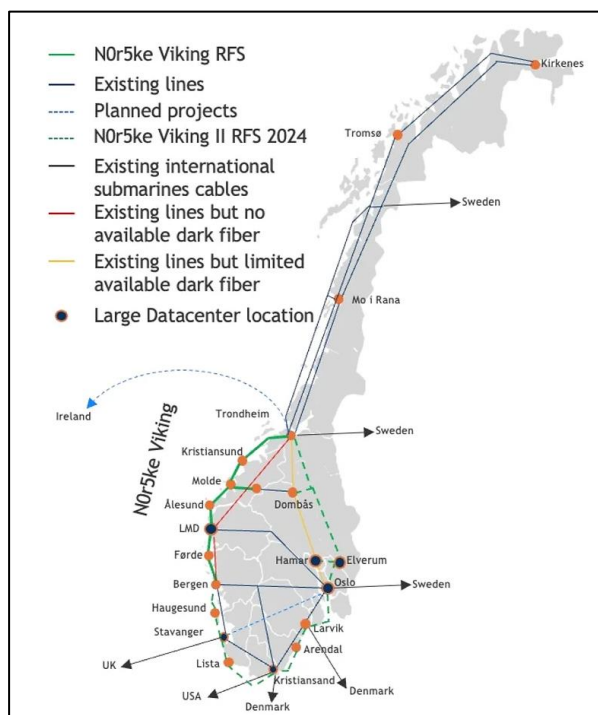 N0r5ke Viking RFS
Existing lines
Planned projects
N0r5ke Viking II RFS 2024
Existing international
submarines cables
Existing lines but no
available dark fiber
Existing lines but limited
available dark fiber
Large Datacenter location
Kirkenes
Tromsø
Sweden
Mo i Rana
Ireland
Trondheim
Sweden
N0r5ke Viking
Kristiansund
Molde
Dombås
Ålesund
LMD
Førde
Hamar
Elverum
Bergen
Oslo
Sweden
Haugesund
Stavanger
Larvik
UK
Lista
Arendal
Kristiansand
USA
Denmark
Denmark